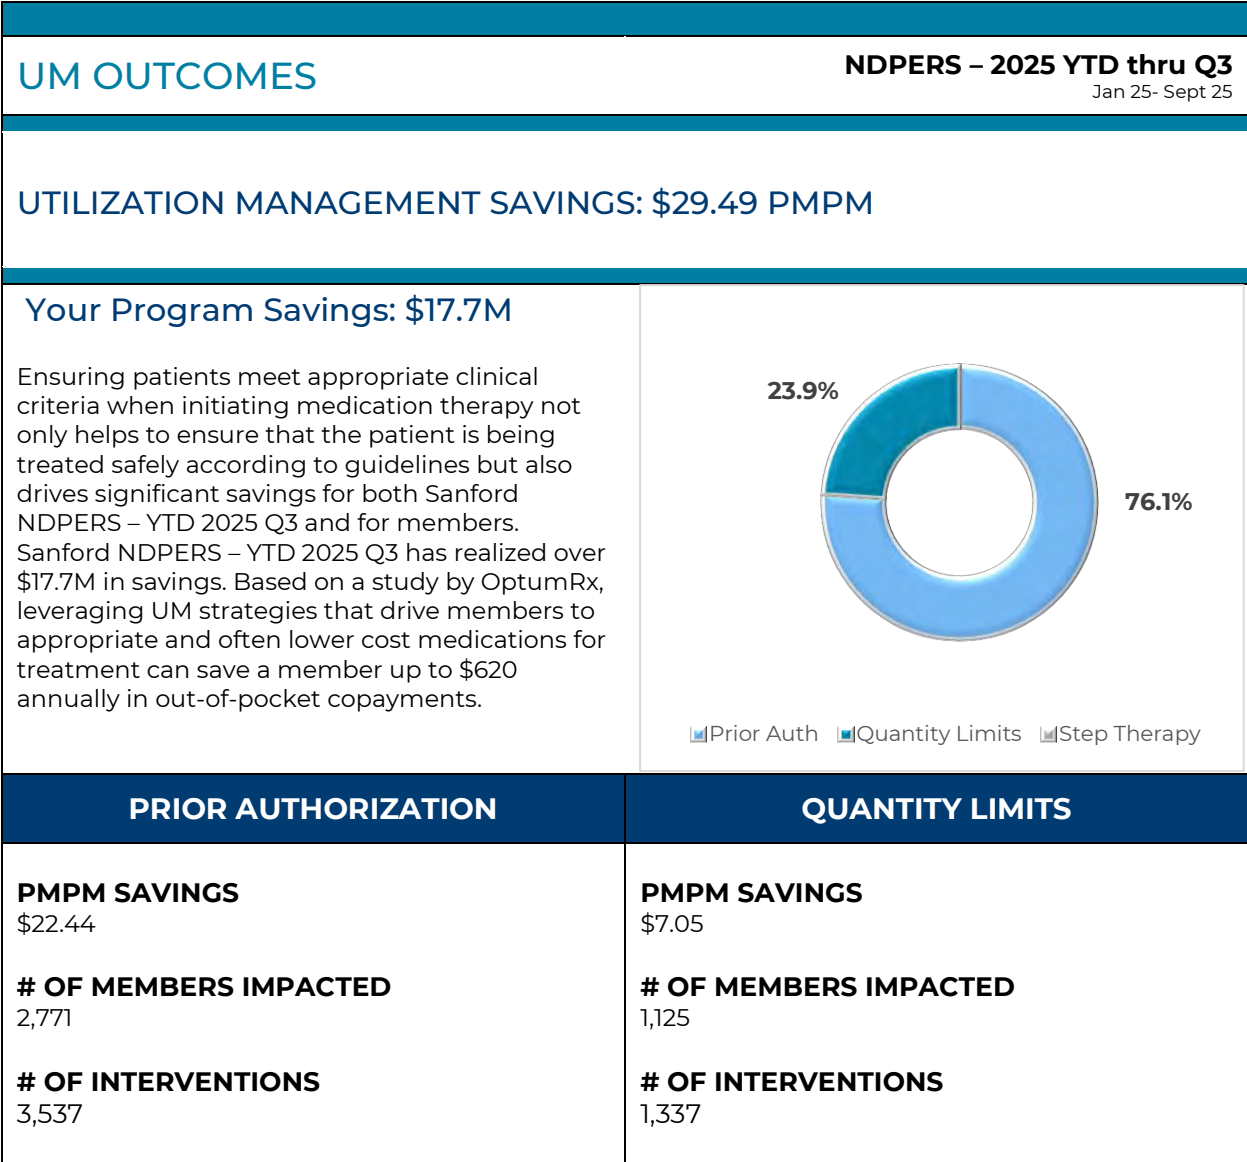 UM OUTCOMES
NDPERS – 2025 YTD thru Q3
Jan 25- Sept 25
UTILIZATION MANAGEMENT SAVINGS: $29.49 PMPM
Your Program Savings: $17.7M
Ensuring patients meet appropriate clinical
criteria when initiating medication therapy not
only helps to ensure that the patient is being
treated safely according to guidelines but also
drives significant savings for both Sanford
NDPERS – YTD 2025 Q3 and for members.
Sanford NDPERS – YTD 2025 Q3 has realized over
$17.7M in savings. Based on a study by OptumRx,
leveraging UM strategies that drive members to
appropriate and often lower cost medications for
treatment can save a member up to $620
annually in out-of-pocket copayments.
23.9%
76.1%
Prior Auth Quantity Limits Step Therapy
PRIOR AUTHORIZATION
PMPM SAVINGS
$22.44
# OF MEMBERS IMPACTED
2,771
# OF INTERVENTIONS
3,537
QUANTITY LIMITS
PMPM SAVINGS
$7.05
# OF MEMBERS IMPACTED
1,125
# OF INTERVENTIONS
1,337